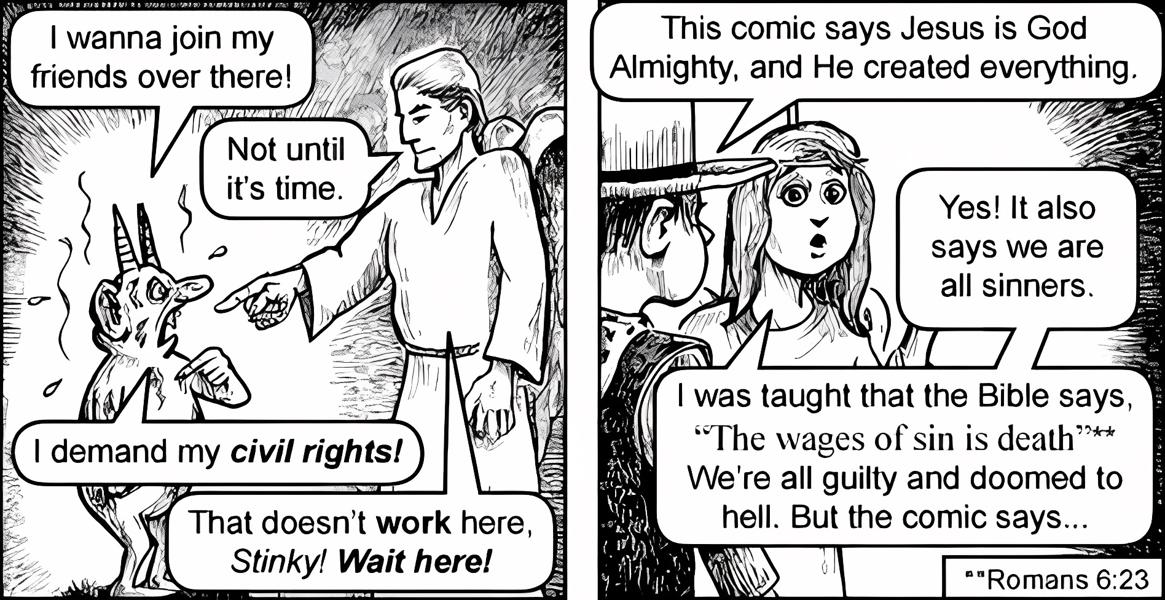 I wanna join my
friends over there!
Not until
it's time.
I demand my civil rights!
That doesn't work here,
Stinky! Wait here!
This comic says Jesus is God
Almighty, and He created everything.
Yes! It also
says we are
all sinners.
I was taught that the Bible says,
“The wages of sin is death”**
We're all guilty and doomed to
hell. But the comic says...
**Romans 6:23